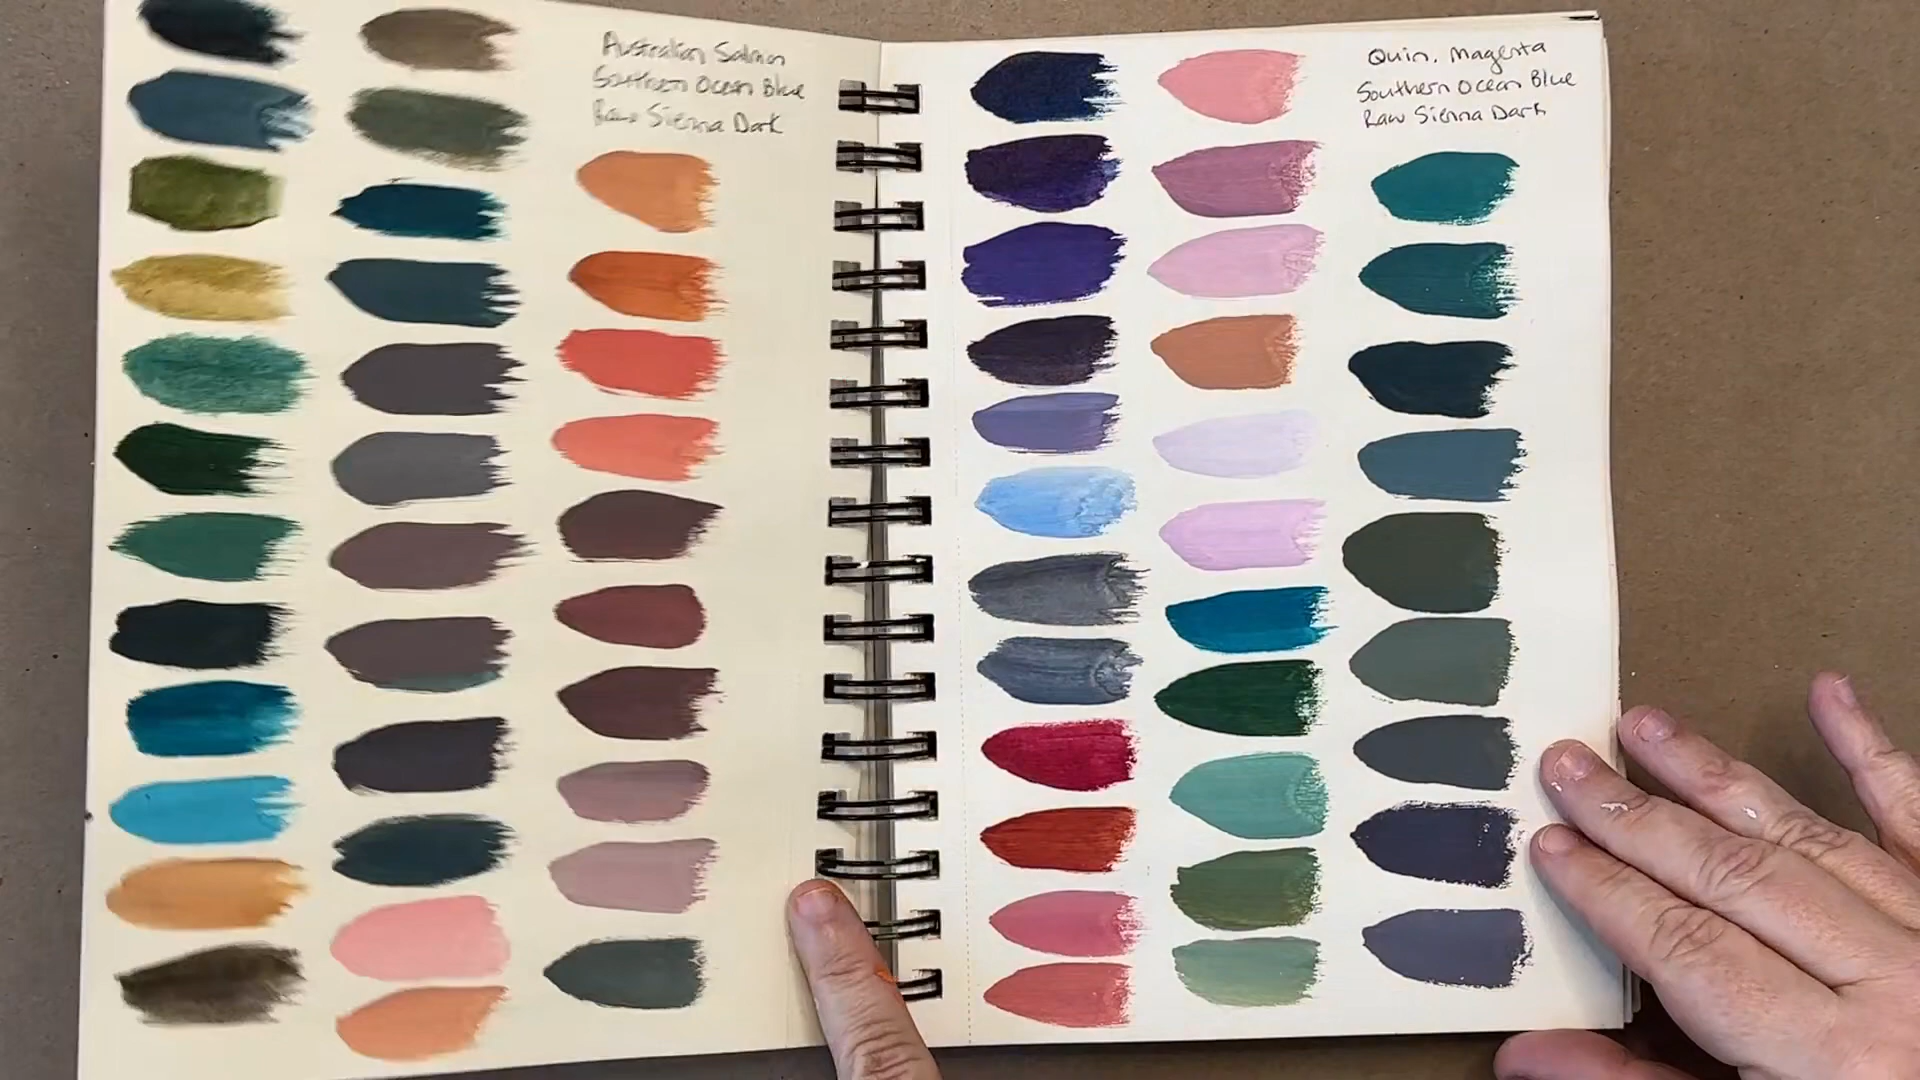 Australian Salmon
Southern Ocean Blue
Raw Sienna Dark
Quin. Magenta
Southern Ocean Blue
Raw Sienna Dark